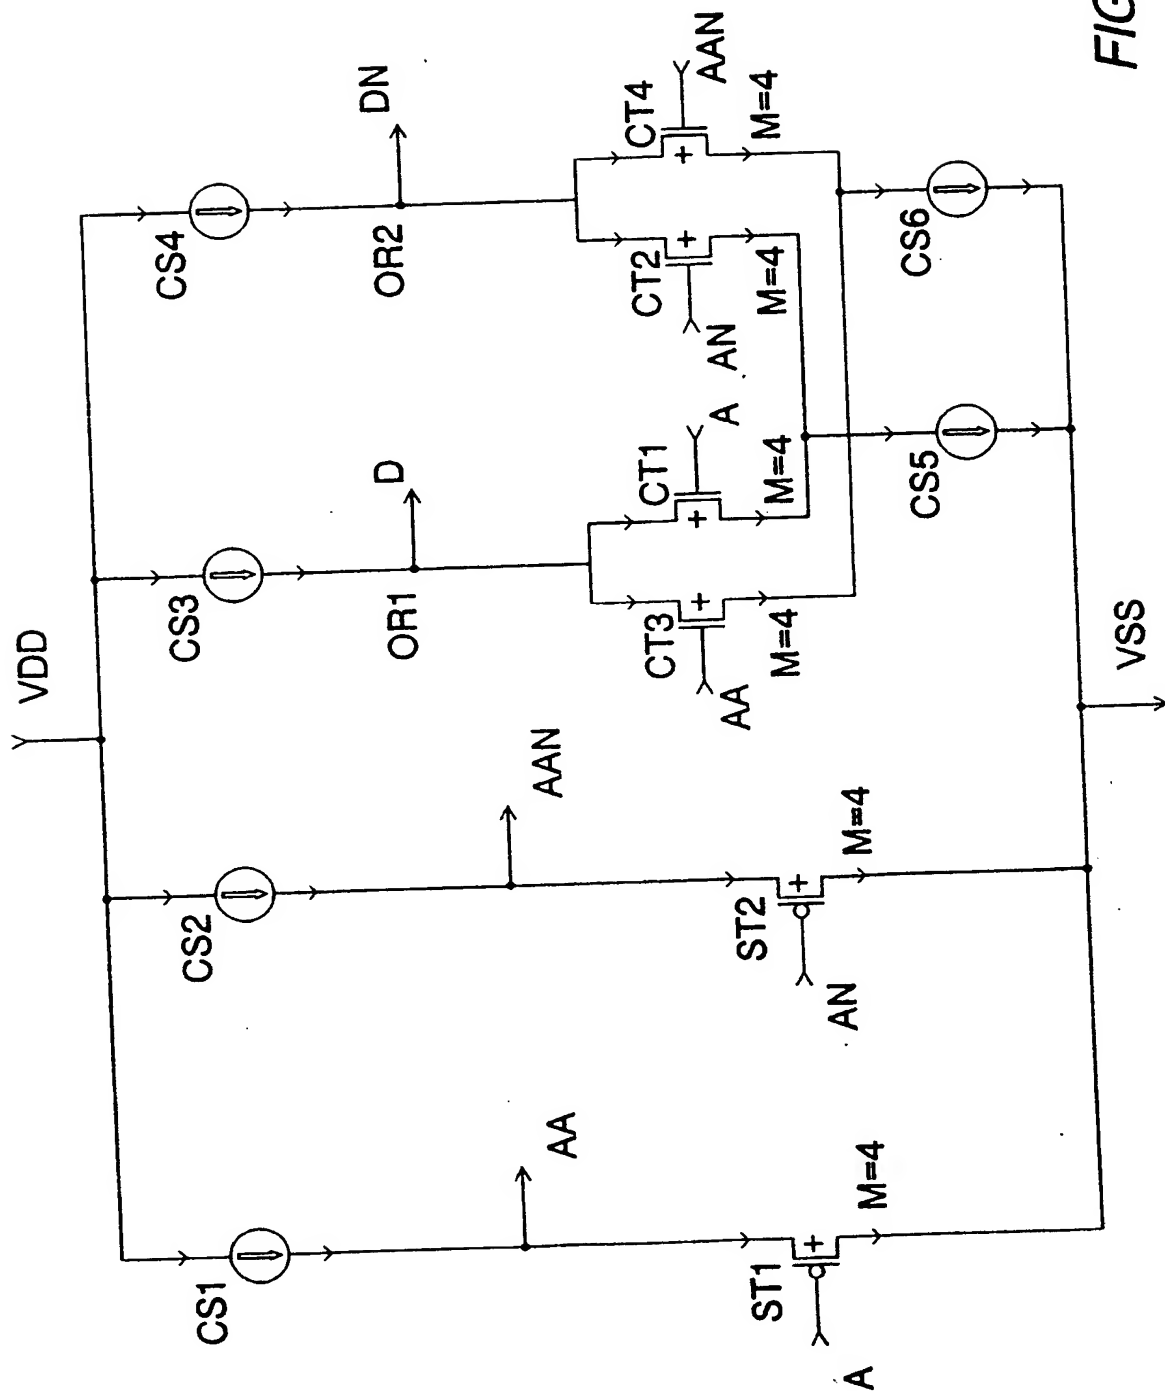 VDD
CS1
CS2
CS3
CS4
AA
AAN
D
DN
OR1
OR2
ST1
A
M=4
ST2
AN
M=4
CT3
AA
M=4
CT1
A
M=4
CT2
AN
M=4
CT4
AAN
M=4
CS5
CS6
VSS
FIG